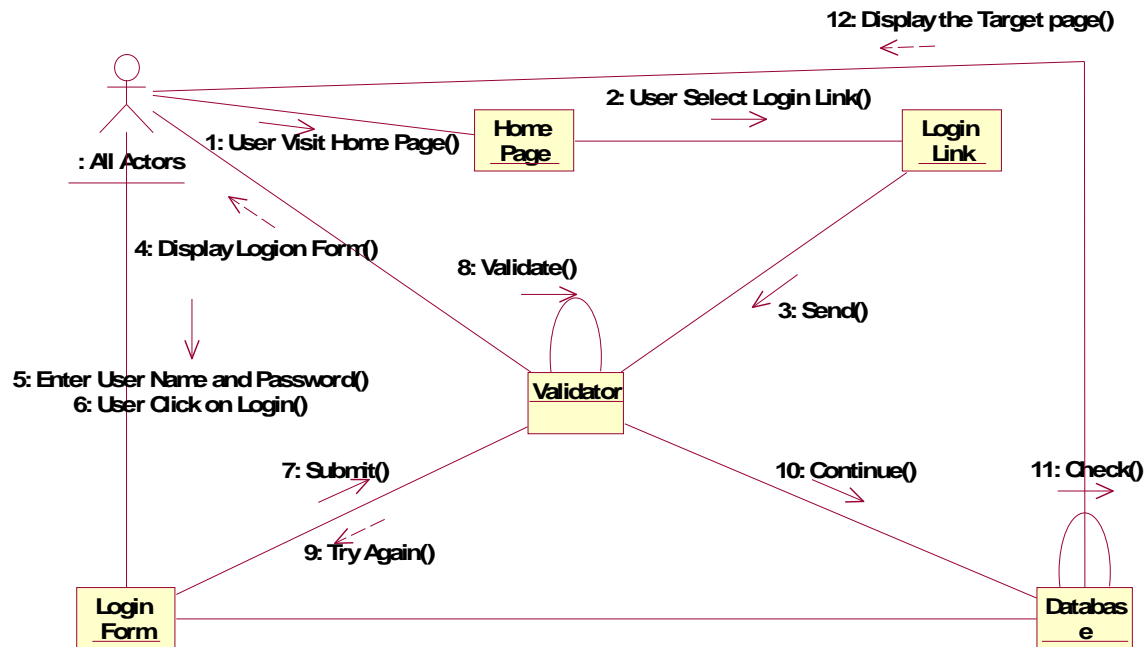 12: Display the Target page()
2: User Select Login Link()
1: User Visit Home Page()
Home
Page
Login
Link
: All Actors
4: Display Logion Form()
8: Validate()
3: Send()
5: Enter User Name and Password()
6: User Click on Login()
Validator
7: Submit()
10: Continue()
11: Check()
9: Try Again()
Login
Form
Databas
e